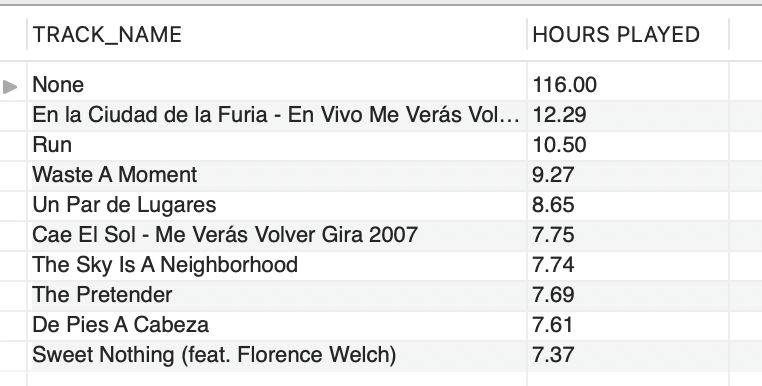 TRACK_NAME HOURS PLAYED
None 116.00
En la Ciudad de la Furia - En Vivo Me Verás Vol... 12.29
Run 10.50
Waste A Moment 9.27
Un Par de Lugares 8.65
Cae El Sol - Me Verás Volver Gira 2007 7.75
The Sky Is A Neighborhood 7.74
The Pretender 7.69
De Pies A Cabeza 7.61
Sweet Nothing (feat. Florence Welch) 7.37